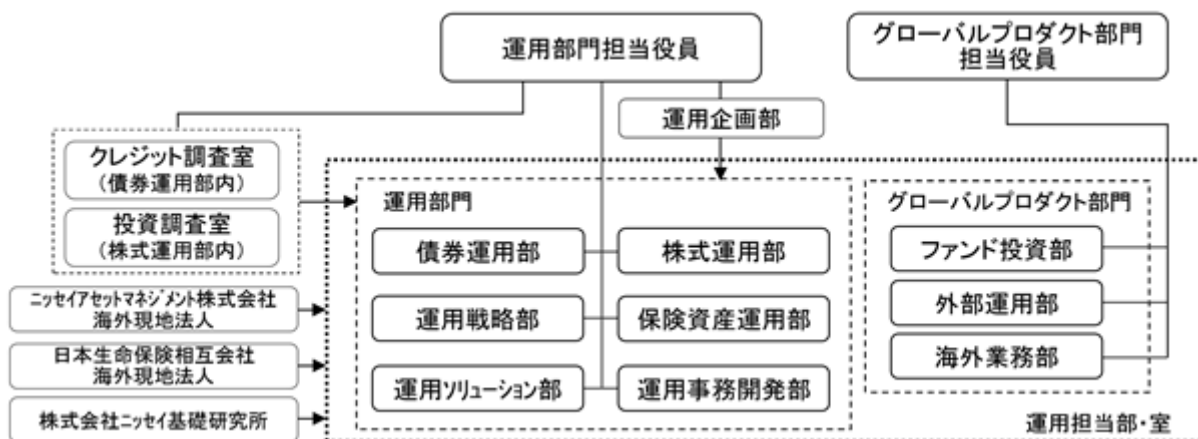 運用部門担当役員
グローバルプロダクト部門
担当役員
運用企画部
クレジット調査室
(債券運用部内)
投資調査室
(株式運用部内)
運用部門
債券運用部
株式運用部
運用戦略部
保険資産運用部
運用ソリューション部
運用事務開発部
グローバルプロダクト部門
ファンド投資部
外部運用部
海外業務部
ニッセイアセットマネジメント株式会社
海外現地法人
日本生命保険相互会社
海外現地法人
株式会社ニッセイ基礎研究所
運用担当部・室